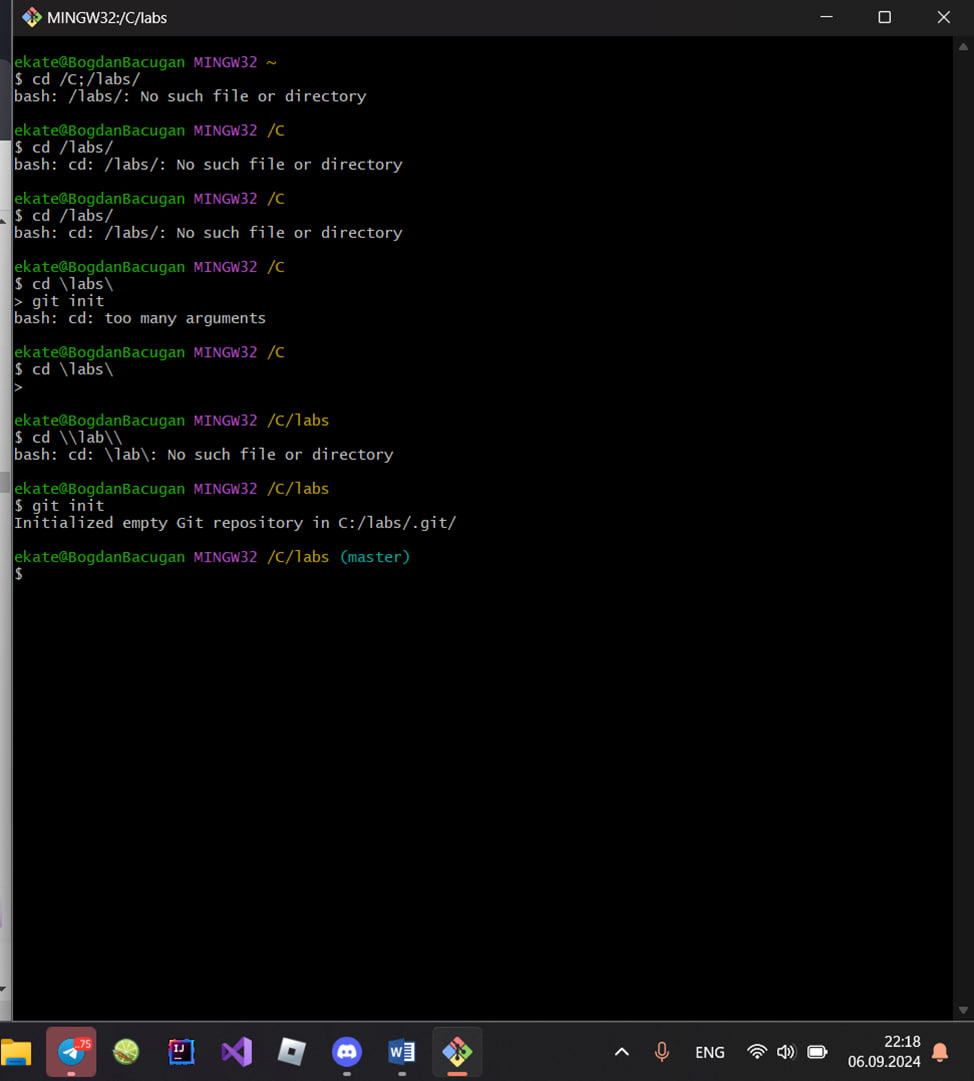 MINGW32:/C/labs
ekate@BogdanBacugan MINGW32 ~
$ cd /C;/labs/
bash: /labs/: No such file or directory
ekate@BogdanBacugan MINGW32 /C
$ cd /labs/
bash: cd: /labs/: No such file or directory
ekate@BogdanBacugan MINGW32 /C
$ cd /labs/
bash: cd: /labs/: No such file or directory
ekate@BogdanBacugan MINGW32 /C
$ cd \labs\
> git init
bash: cd: too many arguments
ekate@BogdanBacugan MINGW32 /C
$ cd \labs\
>
ekate@BogdanBacugan MINGW32 /C/labs
$ cd \\lab\\
bash: cd: \lab\: No such file or directory
ekate@BogdanBacugan MINGW32 /C/labs
$ git init
Initialized empty Git repository in C:/labs/.git/
ekate@BogdanBacugan MINGW32 /C/labs (master)
$
.75
IJ
W
ENG
22:18
06.09.2024